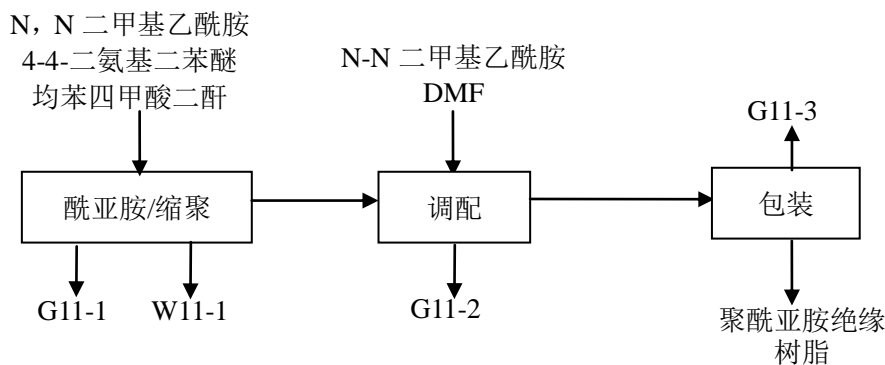 N，N 二甲基乙酰胺
4-4-二氨基二苯醚
均苯四甲酸二酐
N-N 二甲基乙酰胺
DMF
G11-3
酰亚胺/缩聚
调配
包装
G11-1
W11-1
G11-2
聚酰亚胺绝缘
树脂